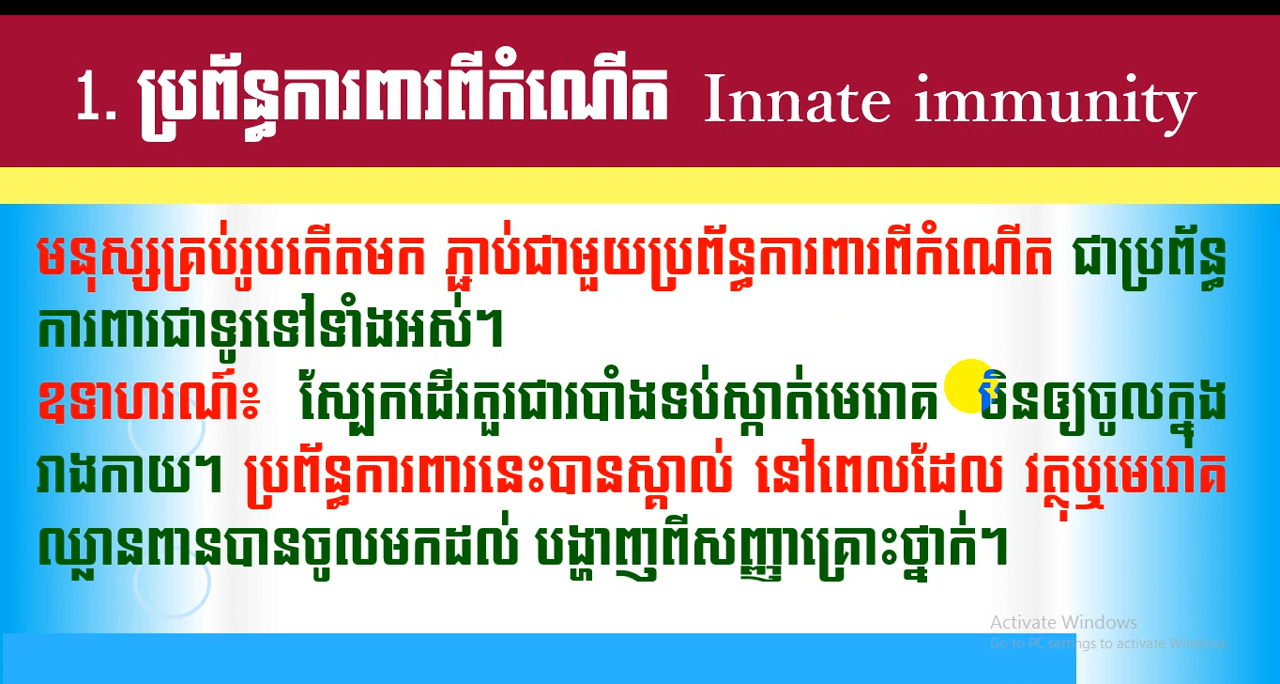 1. ប្រព័ន្ធការពារពីកំណើត Innate immunity
មនុស្សគ្រប់រូបកើតមក ភ្ជាប់ជាមួយប្រព័ន្ធការពារពីកំណើត ជាប្រព័ន្ធ
ការពារជាទូរទៅទាំងអស់។
ឧទាហរណ៍៖ ស្បែកដើរតួរជារបាំងទប់ស្កាត់មេរោគ មិនឲ្យចូលក្នុង
រាងកាយ។ ប្រព័ន្ធការពារនេះបានស្គាល់ នៅពេលដែល វត្ថុឬមេរោគ
ឈ្លានពានបានចូលមកដល់ បង្ហាញពីសញ្ញាគ្រោះថ្នាក់។
Activate Windows
Go to PC settings to activate Windows.